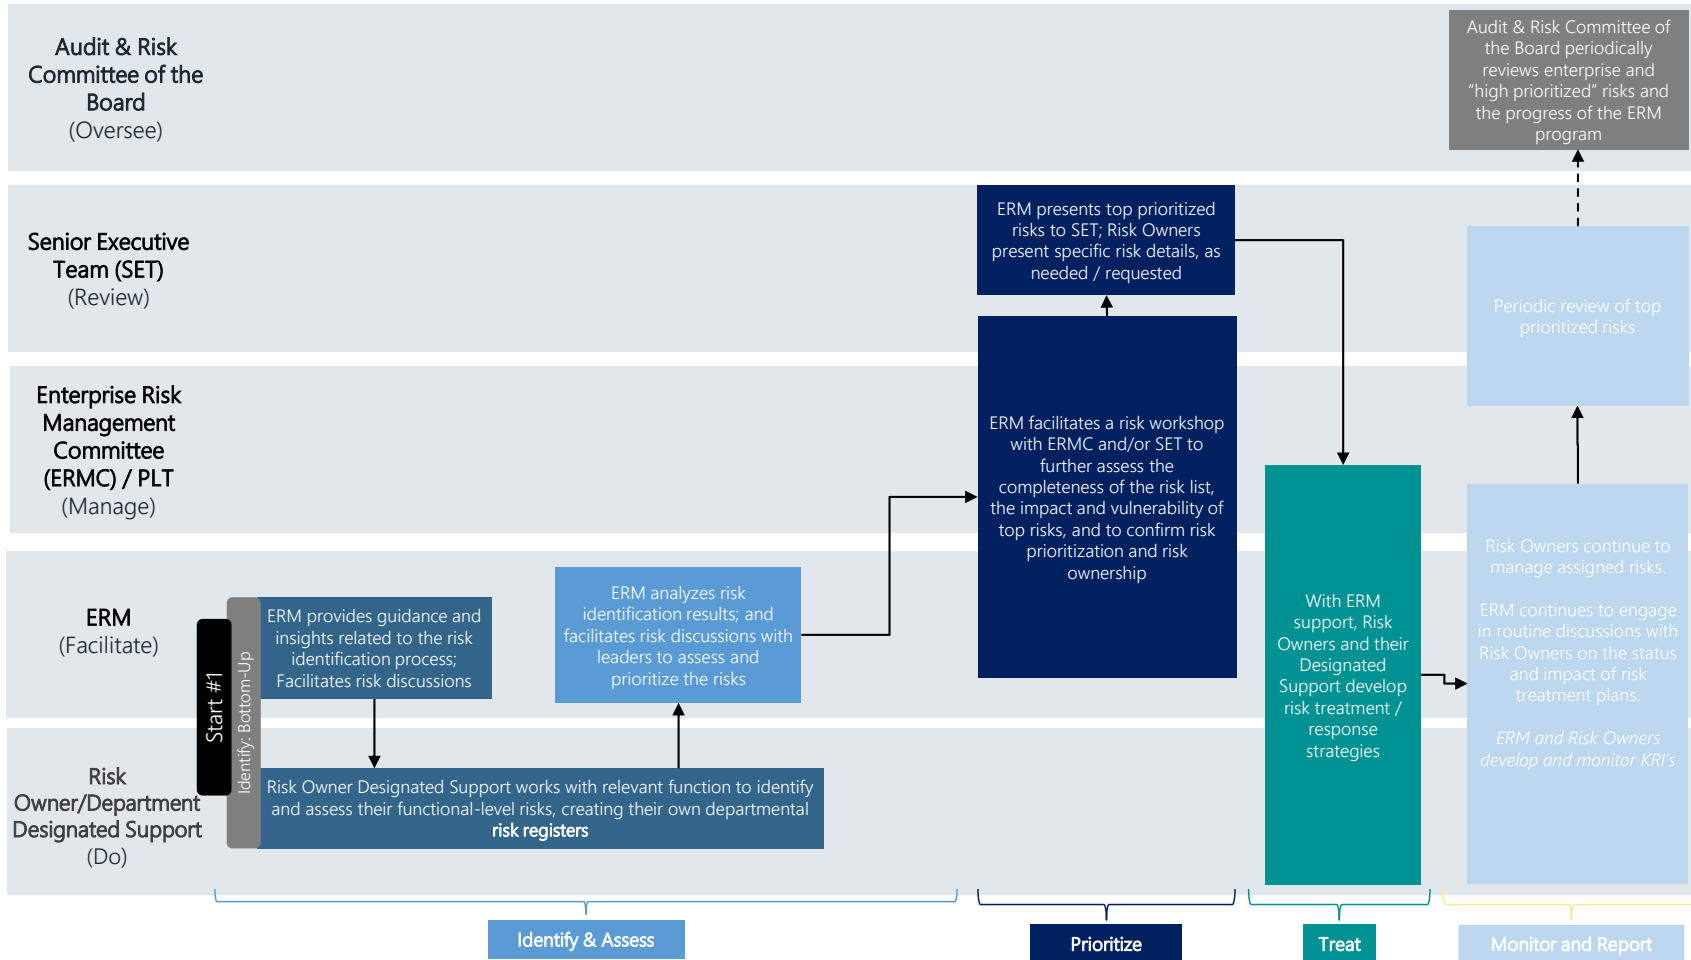 Audit & Risk
Committee of the
Board
(Oversee)
Audit & Risk Committee of
the Board periodically
reviews enterprise and
“high prioritized” risks and
the progress of the ERM
program
Senior Executive
Team (SET)
(Review)
ERM presents top prioritized
risks to SET; Risk Owners
present specific risk details, as
needed / requested
Periodic review of top
prioritized risks
Enterprise Risk
Management
Committee
(ERMC) / PLT
(Manage)
ERM facilitates a risk workshop
with ERMC and/or SET to
further assess the
completeness of the risk list,
the impact and vulnerability of
top risks, and to confirm risk
prioritization and risk
ownership
ERM
(Facilitate)
Start #1
Identify: Bottom-Up
ERM provides guidance and
insights related to the risk
identification process;
Facilitates risk discussions
ERM analyzes risk
identification results; and
facilitates risk discussions with
leaders to assess and
prioritize the risks
With ERM
support, Risk
Owners and their
Designated
Support develop
risk treatment /
response
strategies
Risk Owners continue to
manage assigned risks.
ERM continues to engage
in routine discussions with
Risk Owners on the status
and impact of risk
treatment plans.
ERM and Risk Owners
develop and monitor KRI’s
Risk
Owner/Department
Designated Support
(Do)
Risk Owner Designated Support works with relevant function to identify
and assess their functional-level risks, creating their own departmental
risk registers
Identify & Assess
Prioritize
Treat
Monitor and Report